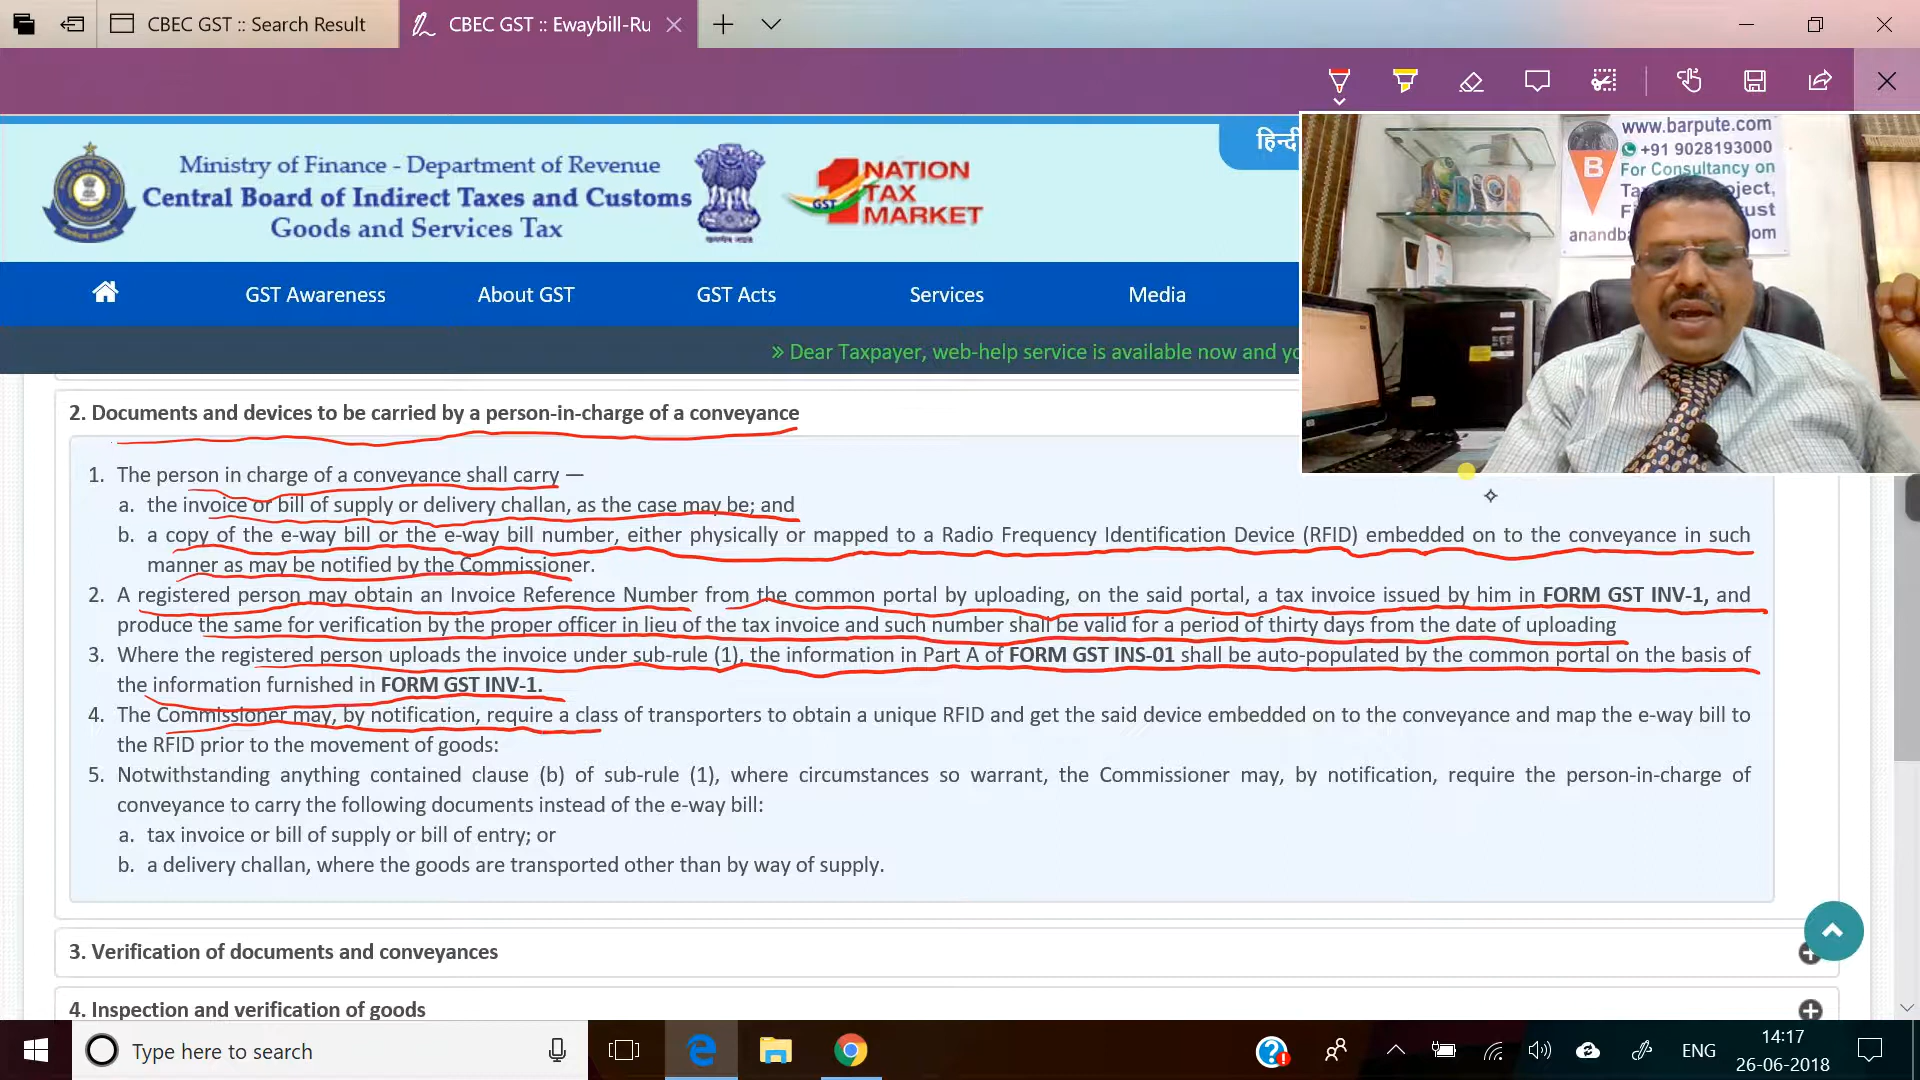 CBEC GST :: Search Result
CBEC GST :: Ewaybill-Ru
Ministry of Finance - Department of Revenue
Central Board of Indirect Taxes and Customs
Goods and Services Tax
GST
1 NATION
TAX
MARKET
हिन्दी
www.barpute.com
+91 9028193000
B
For Consultancy on
GST Awareness
About GST
GST Acts
Services
Media
» Dear Taxpayer, web-help service is available now and yo
2. Documents and devices to be carried by a person-in-charge of a conveyance
1. The person in charge of a conveyance shall carry —
a. the invoice or bill of supply or delivery challan, as the case may be; and
b. a copy of the e-way bill or the e-way bill number, either physically or mapped to a Radio Frequency Identification Device (RFID) embedded on to the conveyance in such
manner as may be notified by the Commissioner.
2. A registered person may obtain an Invoice Reference Number from the common portal by uploading, on the said portal, a tax invoice issued by him in FORM GST INV-1, and
produce the same for verification by the proper officer in lieu of the tax invoice and such number shall be valid for a period of thirty days from the date of uploading
3. Where the registered person uploads the invoice under sub-rule (1), the information in Part A of FORM GST INS-01 shall be auto-populated by the common portal on the basis of
the information furnished in FORM GST INV-1.
4. The Commissioner may, by notification, require a class of transporters to obtain a unique RFID and get the said device embedded on to the conveyance and map the e-way bill to
the RFID prior to the movement of goods:
5. Notwithstanding anything contained clause (b) of sub-rule (1), where circumstances so warrant, the Commissioner may, by notification, require the person-in-charge of
conveyance to carry the following documents instead of the e-way bill:
a. tax invoice or bill of supply or bill of entry; or
b. a delivery challan, where the goods are transported other than by way of supply.
3. Verification of documents and conveyances
4. Inspection and verification of goods
Type here to search
ENG
14:17
26-06-2018